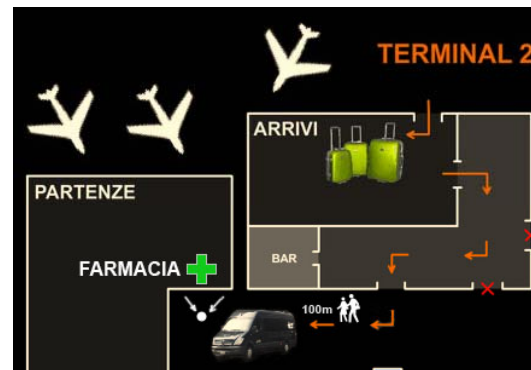 TERMINAL 2
ARRIVI
PARTENZE
BAR
FARMACIA
100m